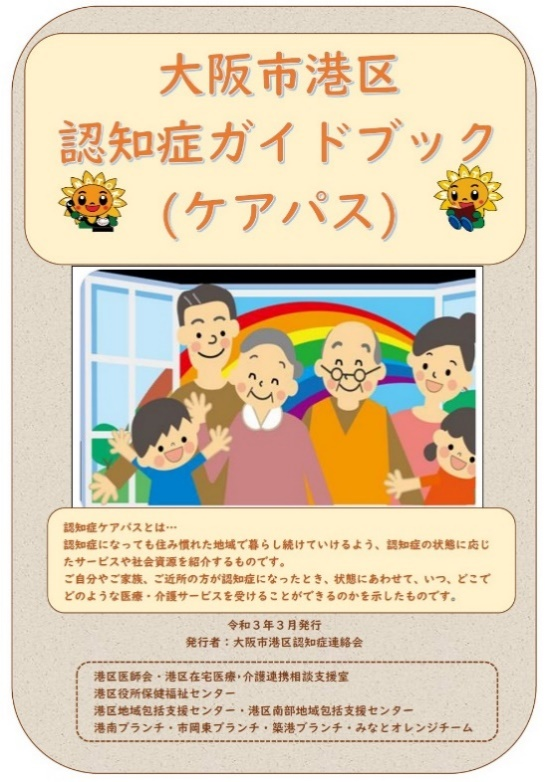 大阪市港区
認知症ガイドブック
(ケアパス)
認知症ケアパスとは…
認知症になっても住み慣れた地域で暮らし続けていけるよう、認知症の状態に応じ
たサービスや社会資源を紹介するものです。
ご自分やご家族、ご近所の方が認知症になったとき、状態にあわせて、いつ、どこで
どのような医療・介護サービスを受けることができるのかを示したものです。
令和3年3月発行
発行者：大阪市港区認知症連絡会
港区医師会・港区在宅医療・介護連携相談支援室
港区役所保健福祉センター
港区地域包括支援センター・港区南部地域包括支援センター
港南ブランチ・市岡東ブランチ・築港ブランチ・みなとオレンジチーム